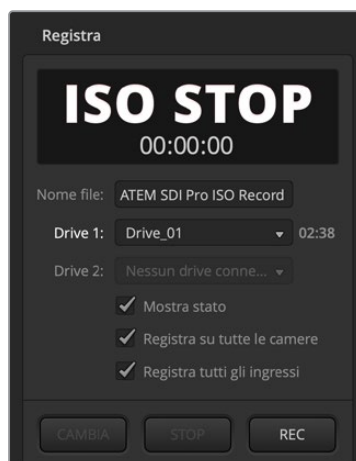 Registra
ISO STOP
00:00:00
Nome file: ATEM SDI Pro ISO Record
Drive 1: Drive_01 02:38
Drive 2: Nessun drive conne...
Mostra stato
Registra su tutte le camere
Registra tutti gli ingressi
CAMBIA STOP REC